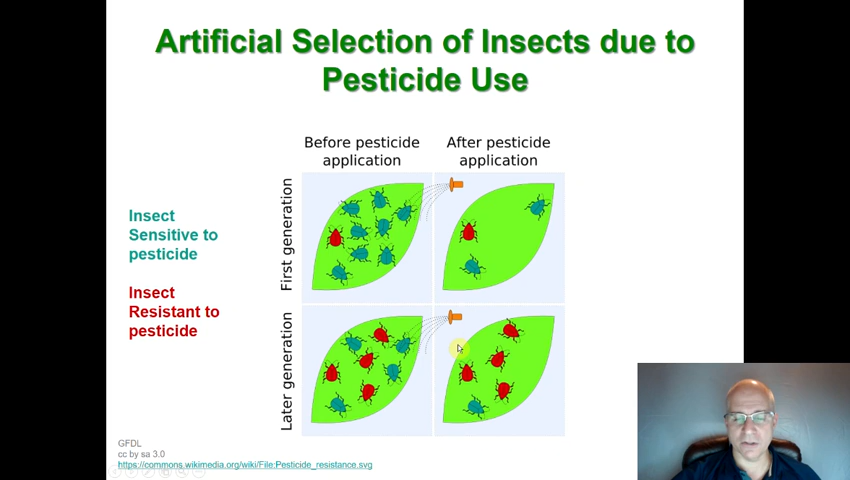 Artificial Selection of Insects due to
Pesticide Use
Before pesticide
application
After pesticide
application
First generation
Insect
Sensitive to
pesticide
Insect
Resistant to
pesticide
Later generation
GFDL
cc by sa 3.0
https://commons.wikimedia.org/wiki/File:Pesticide_resistance.svg